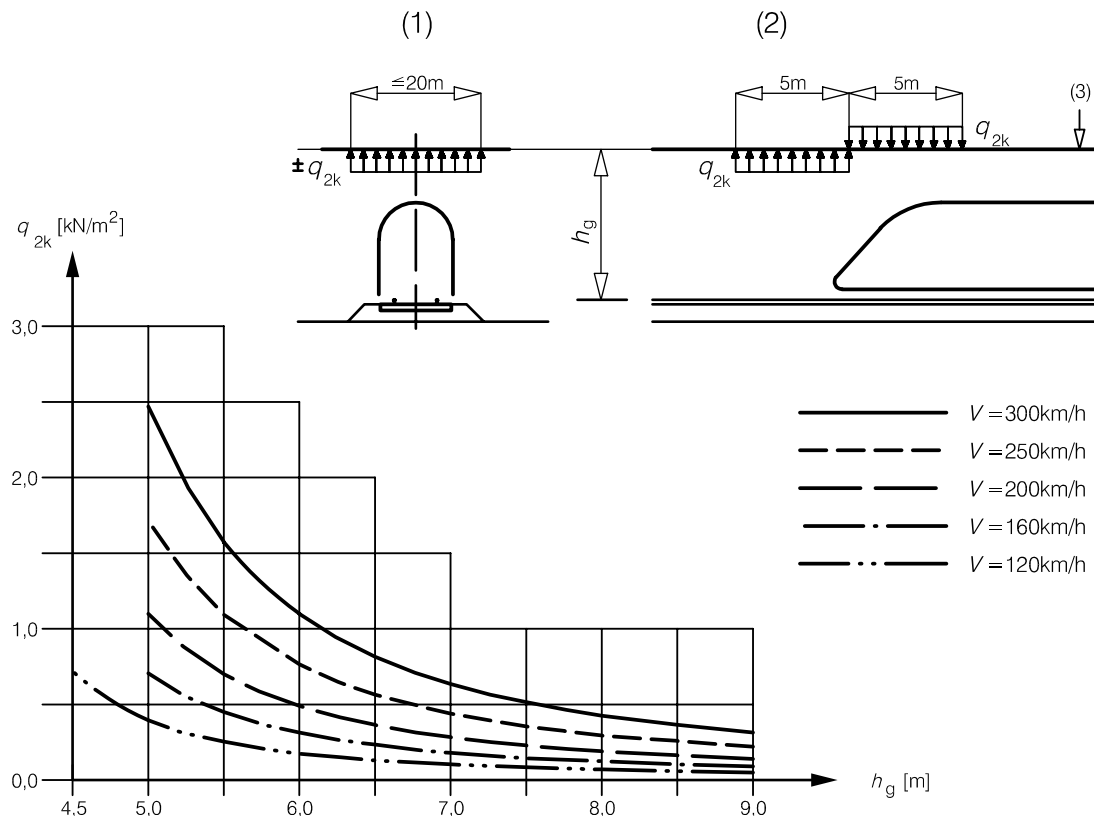 (1)
(2)
≤20m
5m
5m
(3)
± q2k
q2k
q2k
hg
q2k [kN/m2]
3,0
2,0
1,0
0,0
V=300km/h
V=250km/h
V=200km/h
V=160km/h
V=120km/h
4,5
5,0
6,0
7,0
8,0
9,0
hg [m]